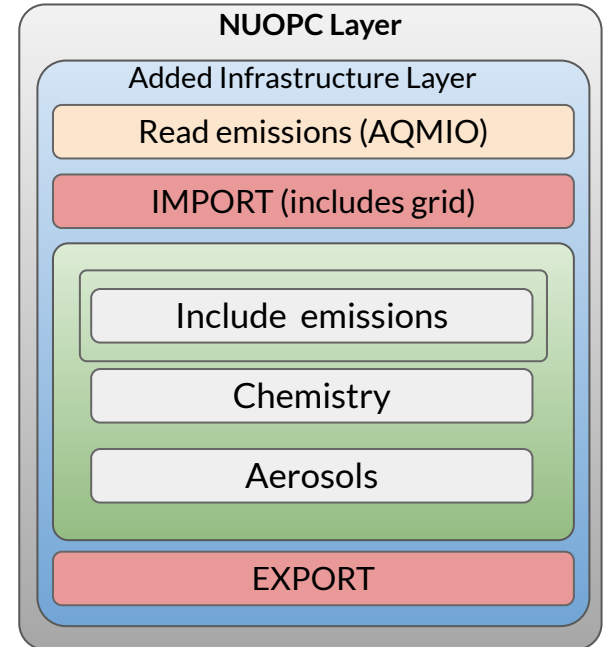 NUOPC Layer
Added Infrastructure Layer
Read emissions (AQMIO)
IMPORT (includes grid)
Include emissions
Chemistry
Aerosols
EXPORT